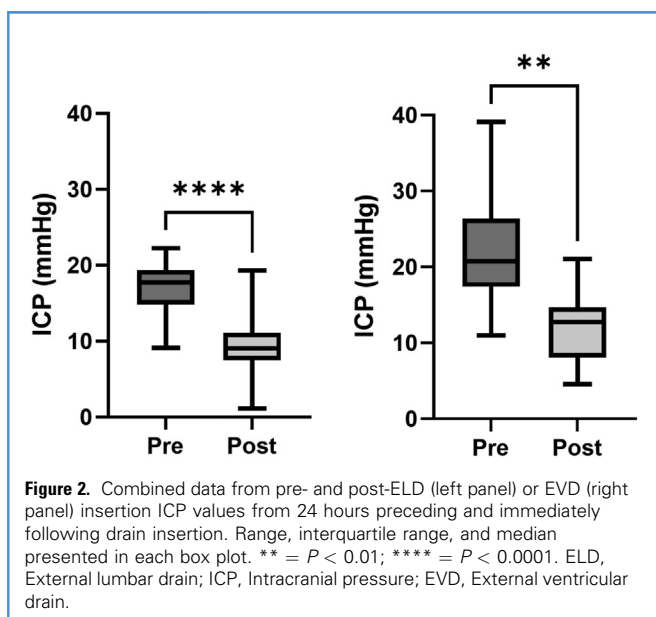 **** 
**
40
30
20
10
0
ICP (mmHg)
Pre Post
40
30
20
10
0
ICP (mmHg)
Pre Post
Figure 2. Combined data from pre- and post-ELD (left panel) or EVD (right
panel) insertion ICP values from 24 hours preceding and immediately
following drain insertion. Range, interquartile range, and median
presented in each box plot. ** = P < 0.01; **** = P < 0.0001. ELD,
External lumbar drain; ICP, Intracranial pressure; EVD, External ventricular
drain.